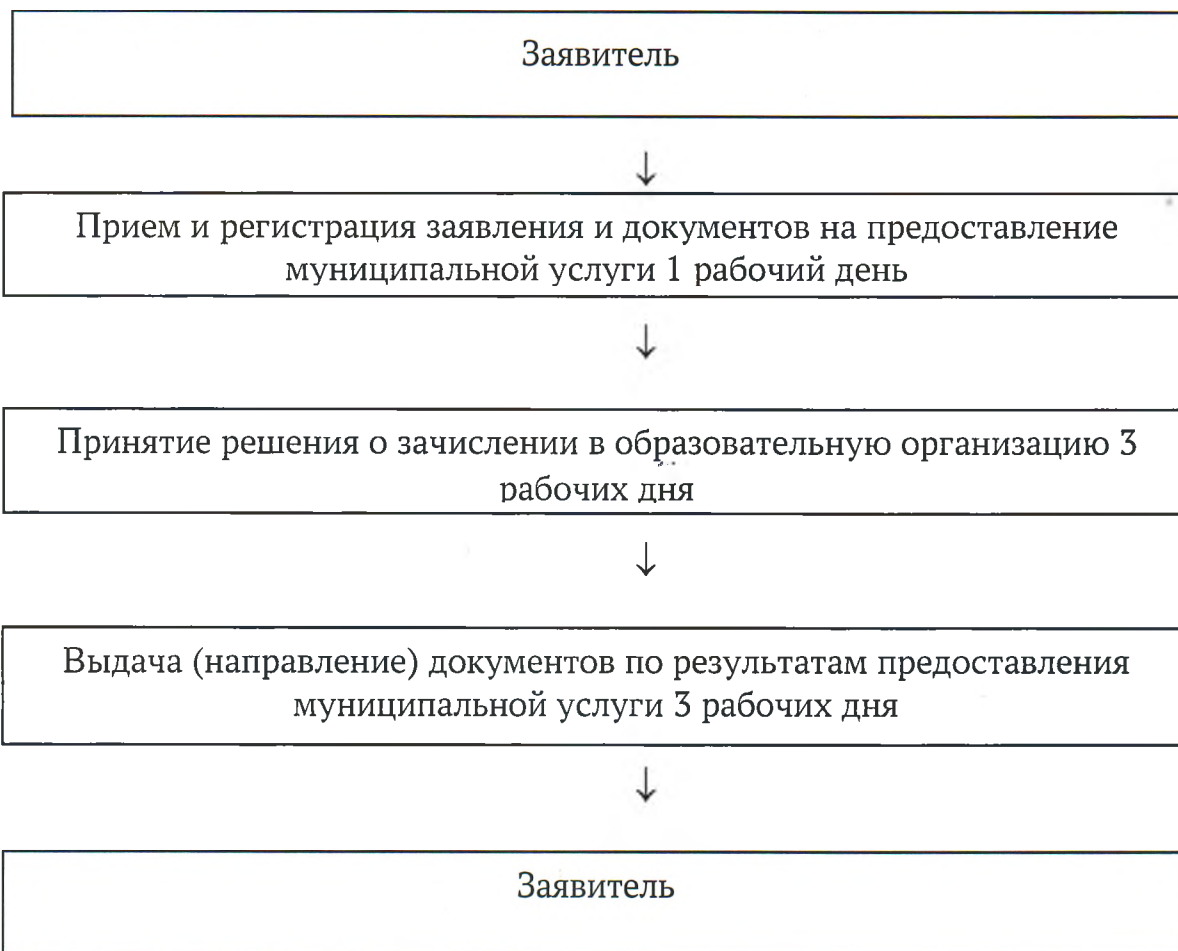 Заявитель
↓
Прием и регистрация заявления и документов на предоставление
муниципальной услуги 1 рабочий день
↓
Принятие решения о зачислении в образовательную организацию 3
рабочих дня
↓
Выдача (направление) документов по результатам предоставления
муниципальной услуги 3 рабочих дня
↓
Заявитель